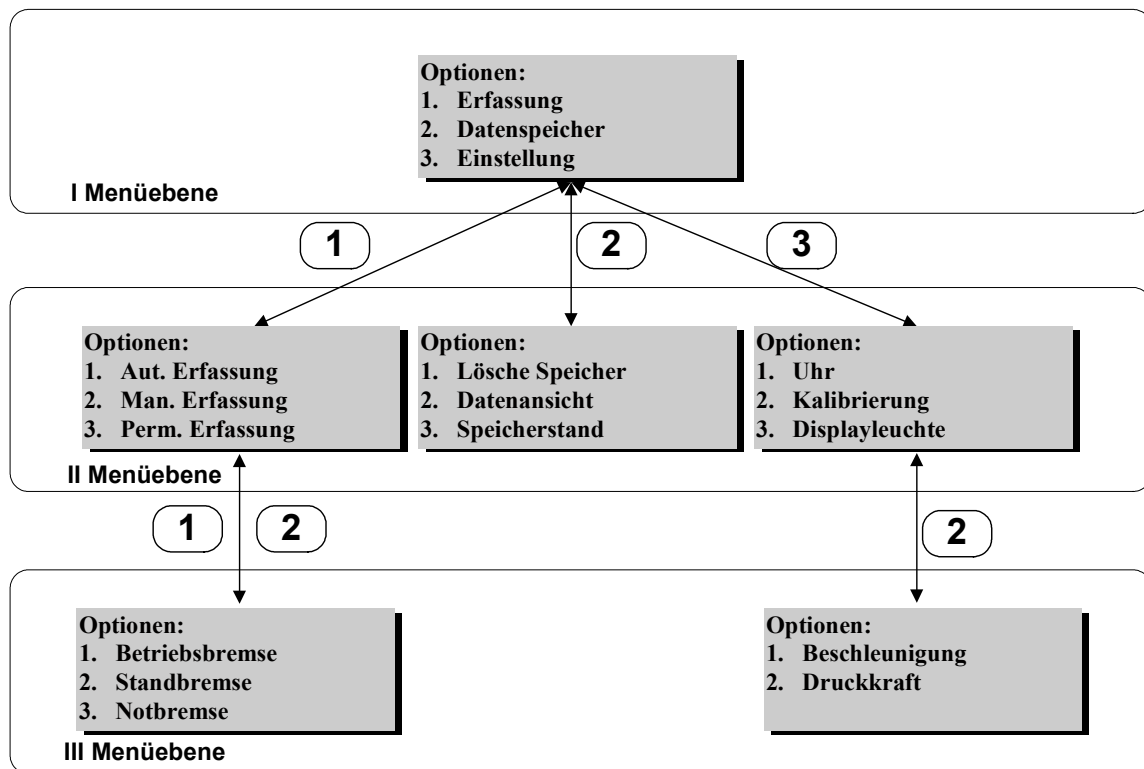 Optionen:
1. Erfassung
2. Datenspeicher
3. Einstellung
I Menüebene
1
2
3
Optionen:
1. Aut. Erfassung
2. Man. Erfassung
3. Perm. Erfassung
Optionen:
1. Lösche Speicher
2. Datenansicht
3. Speicherstand
Optionen:
1. Uhr
2. Kalibrierung
3. Displayleuchte
II Menüebene
1
2
2
Optionen:
1. Betriebsbremse
2. Standbremse
3. Notbremse
Optionen:
1. Beschleunigung
2. Druckkraft
III Menüebene